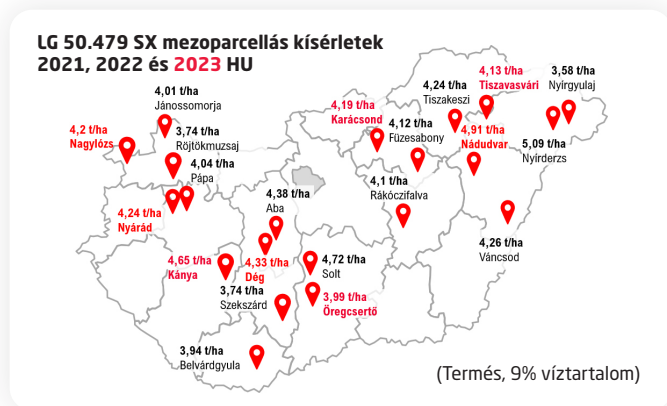 LG 50.479 SX mezoparcellás kísérletek
2021, 2022 és 2023 HU
4,01 t/ha
Jánossomorja
4,2 t/ha
Nagylózs
3,74 t/ha
Röjtökmuzsaj
4,04 t/ha
Pápa
4,24 t/ha
Nyárád
4,65 t/ha
Kánya
4,38 t/ha
Aba
4,33 t/ha
Dég
3,74 t/ha
Szekszárd
3,94 t/ha
Belvárdgyula
4,72 t/ha
Solt
3,99 t/ha
Öregcsertő
4,19 t/ha
Karácsond
4,12 t/ha
Füzesabony
4,1 t/ha
Rákóczifalva
4,24 t/ha
Tiszakeszi
4,13 t/ha
Tiszavasvári
4,91 t/ha
Nádudvar
3,58 t/ha
Nyírgyulaj
5,09 t/ha
Nyírderzs
4,26 t/ha
Váncsod
(Termés, 9% víztartalom)